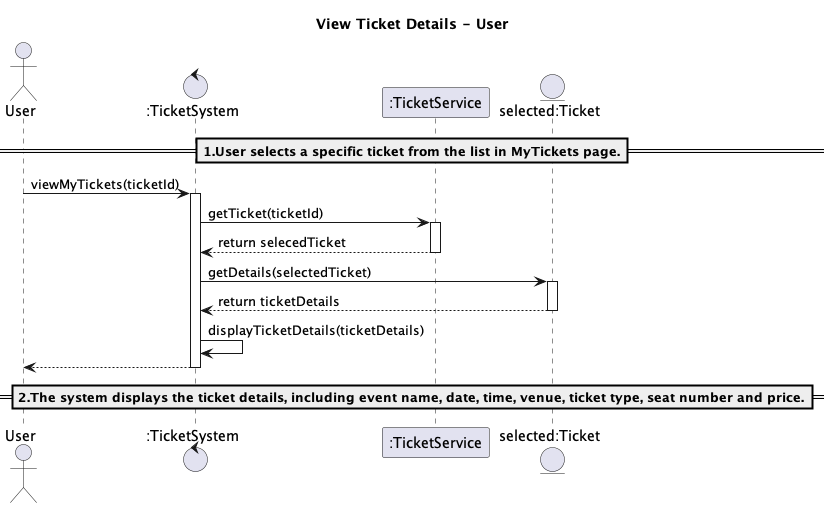 View Ticket Details - User
User
:TicketSystem
:TicketService
selected:Ticket
1.User selects a specific ticket from the list in MyTickets page.
viewMyTickets(ticketId)
getTicket(ticketId)
return selecedTicket
getDetails(selectedTicket)
return ticketDetails
displayTicketDetails(ticketDetails)
2.The system displays the ticket details, including event name, date, time, venue, ticket type, seat number and price.
User
:TicketSystem
:TicketService
selected:Ticket